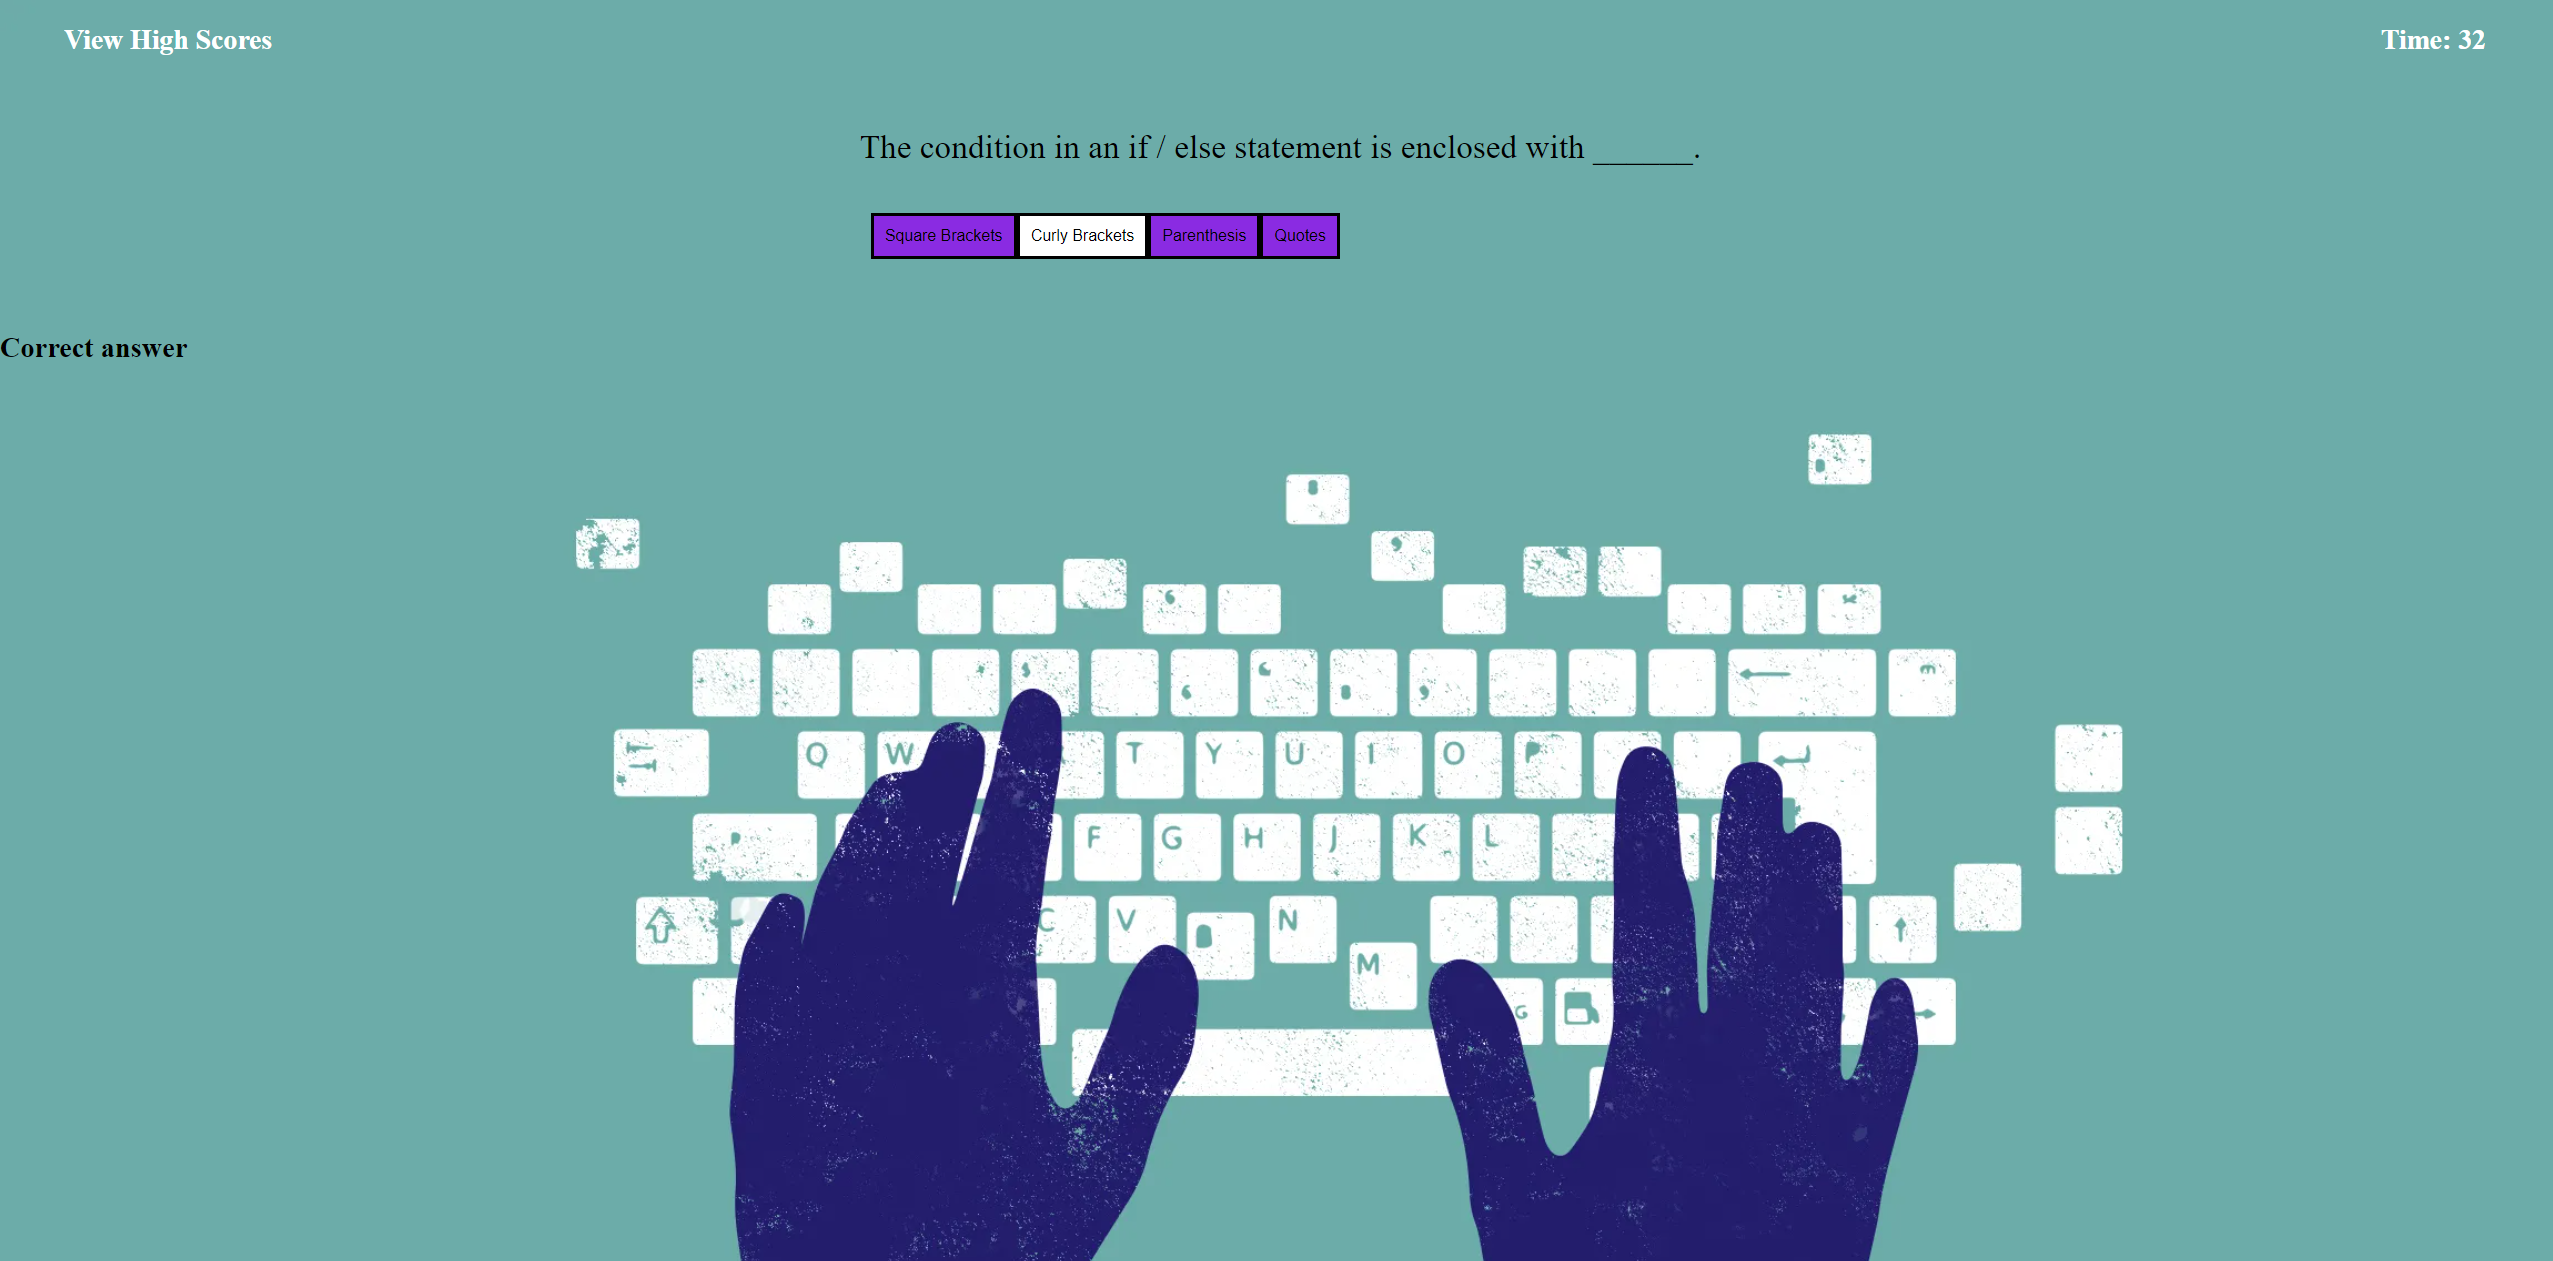 View High Scores
Time: 32
The condition in an if / else statement is enclosed with ______.
Square Brackets
Curly Brackets
Parenthesis
Quotes
Correct answer
Q W T Y U I O P
F G H J K L
C V N
M
G